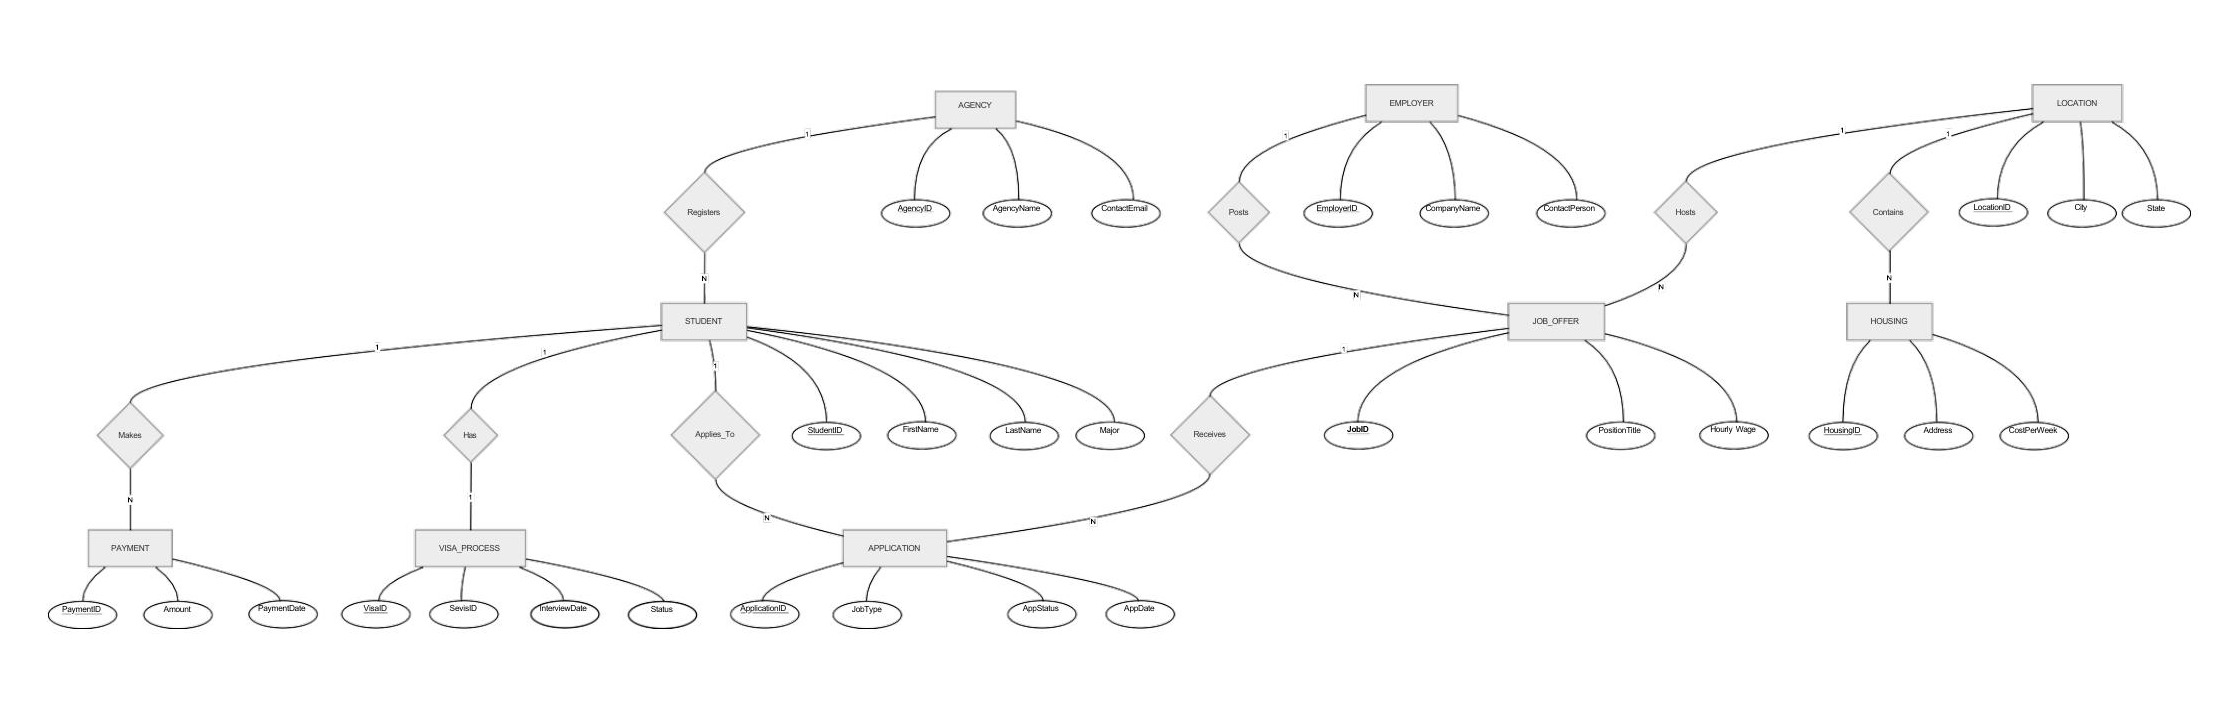 AGENCY
EMPLOYER
LOCATION
1
1
1
1
Registers
AgencyID
AgencyName
ContactEmail
Posts
EmployerID
CompanyName
ContactPerson
Hosts
Contains
LocationID
City
State
N
N
N
N
STUDENT
JOB_OFFER
HOUSING
1
1
1
1
Makes
Has
Applies_To
StudentID
FirstName
LastName
Major
Receives
JobID
PositionTitle
Hourly Wage
HousingID
Address
CostPerWeek
N
1
N
N
PAYMENT
VISA_PROCESS
APPLICATION
PaymentID
Amount
PaymentDate
VisaID
SevisID
InterviewDate
Status
ApplicationID
JobType
AppStatus
AppDate